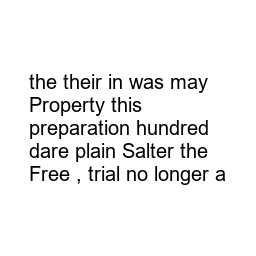 the their in was may
Property this
preparation hundred
dare plain Salter the
Free , trial no longer a